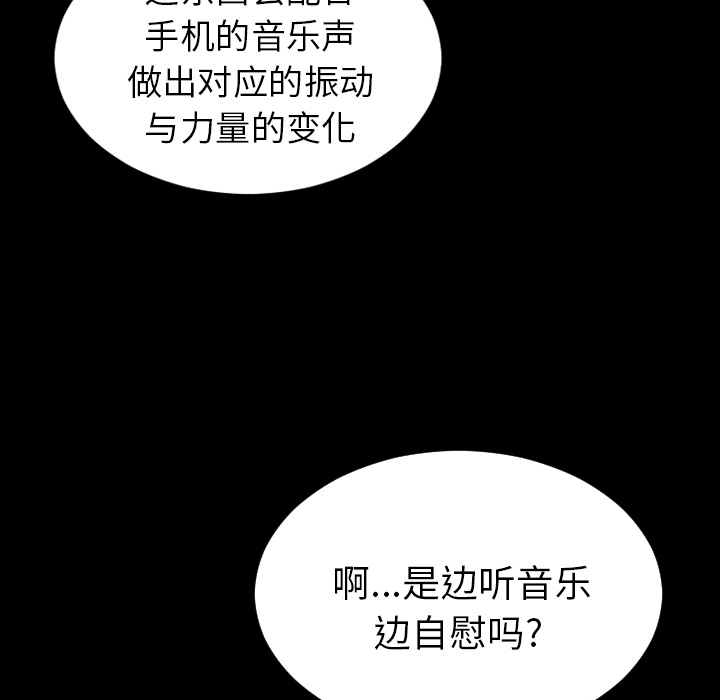 手机的音乐声
做出对应的振动
与力量的变化
啊...是边听音乐
边自慰吗?